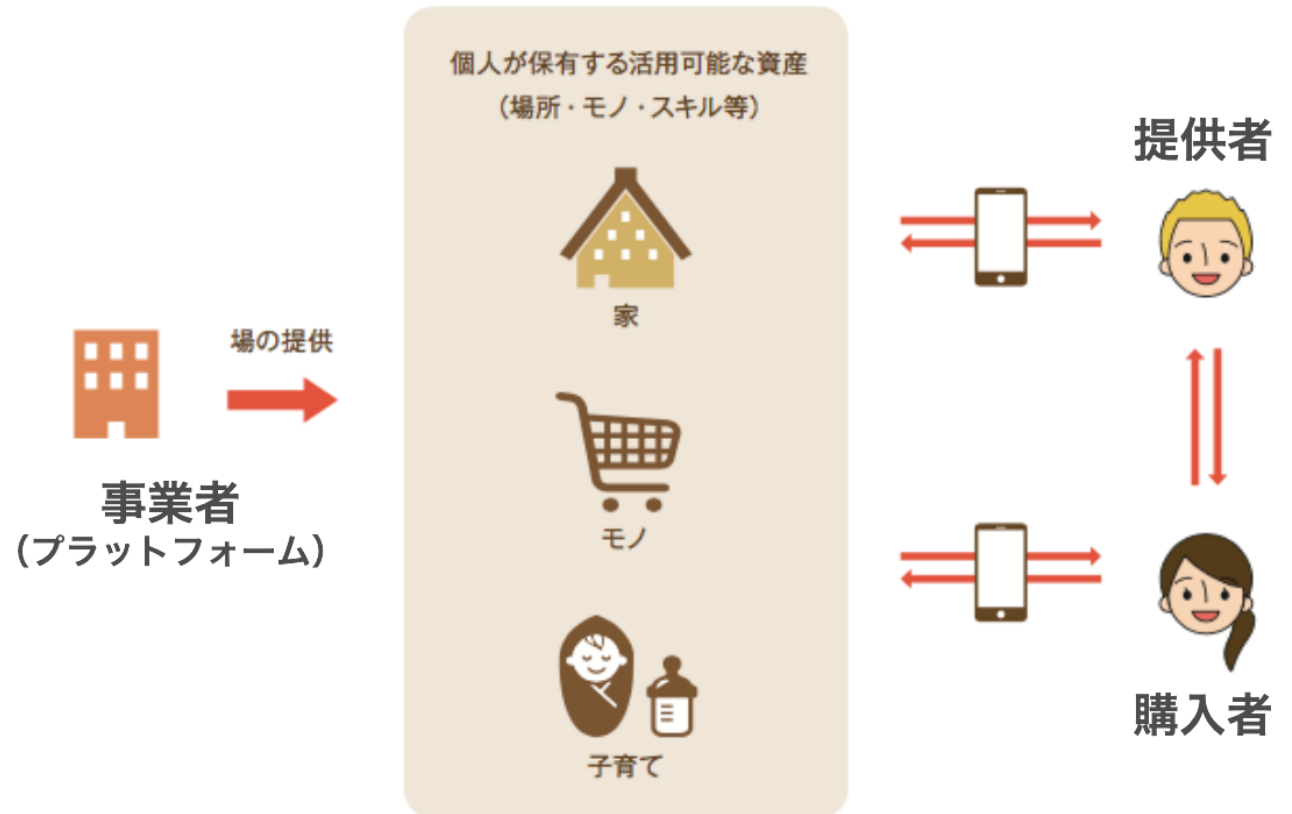 個人が保有する活用可能な資産
（場所・モノ・スキル等）
提供者
家
場の提供
事業者
（プラットフォーム）
モノ
購入者
子育て